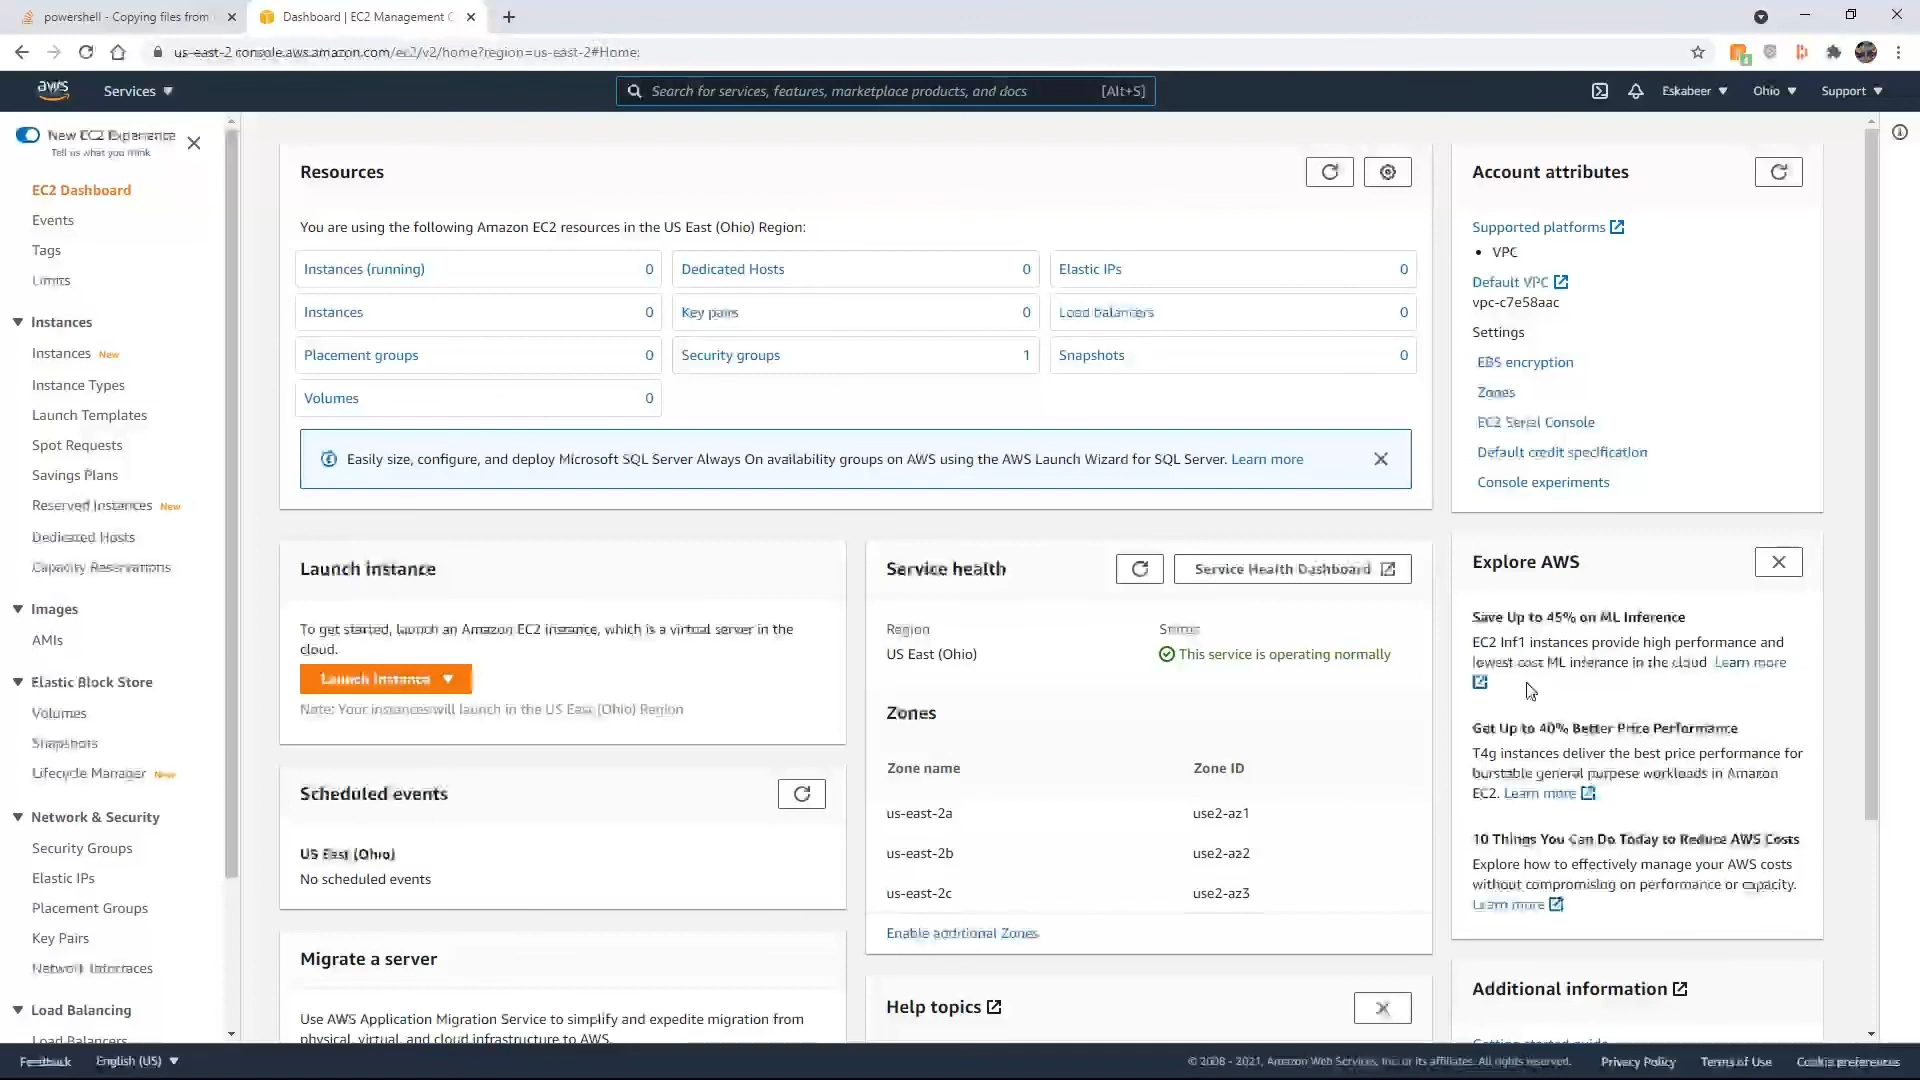 powershell - Copying files from
Dashboard | EC2 Management C
us-east-2.console.aws.amazon.com/ec2/v2/home?region=us-east-2#Home:
aws
Services
Search for services, features, marketplace products, and docs
[Alt+S]
Eskabeer
Ohio
Support
New EC2 Experience
Tell us what you think
EC2 Dashboard
Events
Tags
Limits
Instances
Instances New
Instance Types
Launch Templates
Spot Requests
Savings Plans
Reserved Instances New
Dedicated Hosts
Capacity Reservations
Images
AMIs
Elastic Block Store
Volumes
Snapshots
Lifecycle Manager New
Network & Security
Security Groups
Elastic IPs
Placement Groups
Key Pairs
Network Interfaces
Load Balancing
Load Balancers
Resources
You are using the following Amazon EC2 resources in the US East (Ohio) Region:
Instances (running) 0
Dedicated Hosts 0
Elastic IPs 0
Instances 0
Key pairs 0
Load balancers 0
Placement groups 0
Security groups 1
Snapshots 0
Volumes 0
Easily size, configure, and deploy Microsoft SQL Server Always On availability groups on AWS using the AWS Launch Wizard for SQL Server. Learn more
Launch instance
To get started, launch an Amazon EC2 instance, which is a virtual server in the
cloud.
Launch instance
Note: Your instances will launch in the US East (Ohio) Region
Scheduled events
US East (Ohio)
No scheduled events
Migrate a server
Use AWS Application Migration Service to simplify and expedite migration from
physical, virtual, and cloud infrastructure to AWS.
Service health
Service Health Dashboard
Region
Status
US East (Ohio)
This service is operating normally
Zones
Zone name
Zone ID
us-east-2a
use2-az1
us-east-2b
use2-az2
us-east-2c
use2-az3
Enable additional Zones
Help topics
Account attributes
Supported platforms
• VPC
Default VPC
vpc-c7e58aac
Settings
EBS encryption
Zones
EC2 Serial Console
Default credit specification
Console experiments
Explore AWS
Save Up to 45% on ML Inference
EC2 Inf1 instances provide high performance and
lowest cost ML inference in the cloud Learn more
Get Up to 40% Better Price Performance
T4g instances deliver the best price performance for
burstable general purpose workloads in Amazon
EC2. Learn more
10 Things You Can Do Today to Reduce AWS Costs
Explore how to effectively manage your AWS costs
without compromising on performance or capacity.
Learn more
Additional information
Getting started guide
Feedback
English (US)
© 2008 - 2021, Amazon Web Services, Inc. or its affiliates. All rights reserved.
Privacy Policy
Terms of Use
Cookie preferences